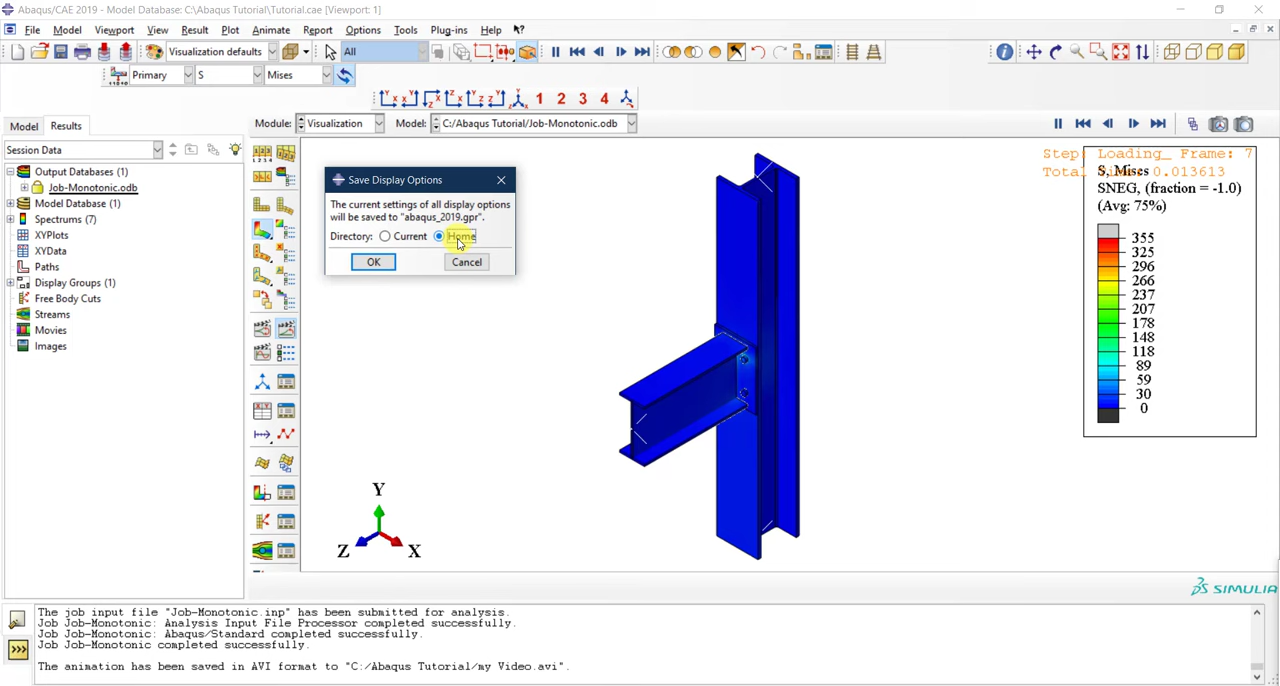 Abaqus/CAE 2019 - Model Database: C:\Abaqus Tutorial\Tutorial.cae [Viewport: 1]
File Model Viewport View Result Plot Animate Report Options Tools Plug-ins Help
Visualization defaults All
Primary S Mises
1 2 3 4
Model Results Module: Visualization Model: C:/Abaqus Tutorial/Job-Monotonic.odb
Session Data
Output Databases (1)
Job-Monotonic.odb
Model Database (1)
Spectrums (7)
XYPlots
XYData
Paths
Display Groups (1)
Free Body Cuts
Streams
Movies
Images
Save Display Options
The current settings of all display options
will be saved to "abaqus_2019.gpr".
Directory: Current Home
OK Cancel
Step: Loading_ Frame: 7
S, Mises
SNEG, (fraction = -1.0)
(Avg: 75%)
355
325
296
266
237
207
178
148
118
89
59
30
0
Y
Z X
SIMULIA
The job input file "Job-Monotonic.inp" has been submitted for analysis.
Job Job-Monotonic: Analysis Input File Processor completed successfully.
Job Job-Monotonic: Abaqus/Standard completed successfully.
Job Job-Monotonic completed successfully.
The animation has been saved in AVI format to "C:/Abaqus Tutorial/my Video.avi".